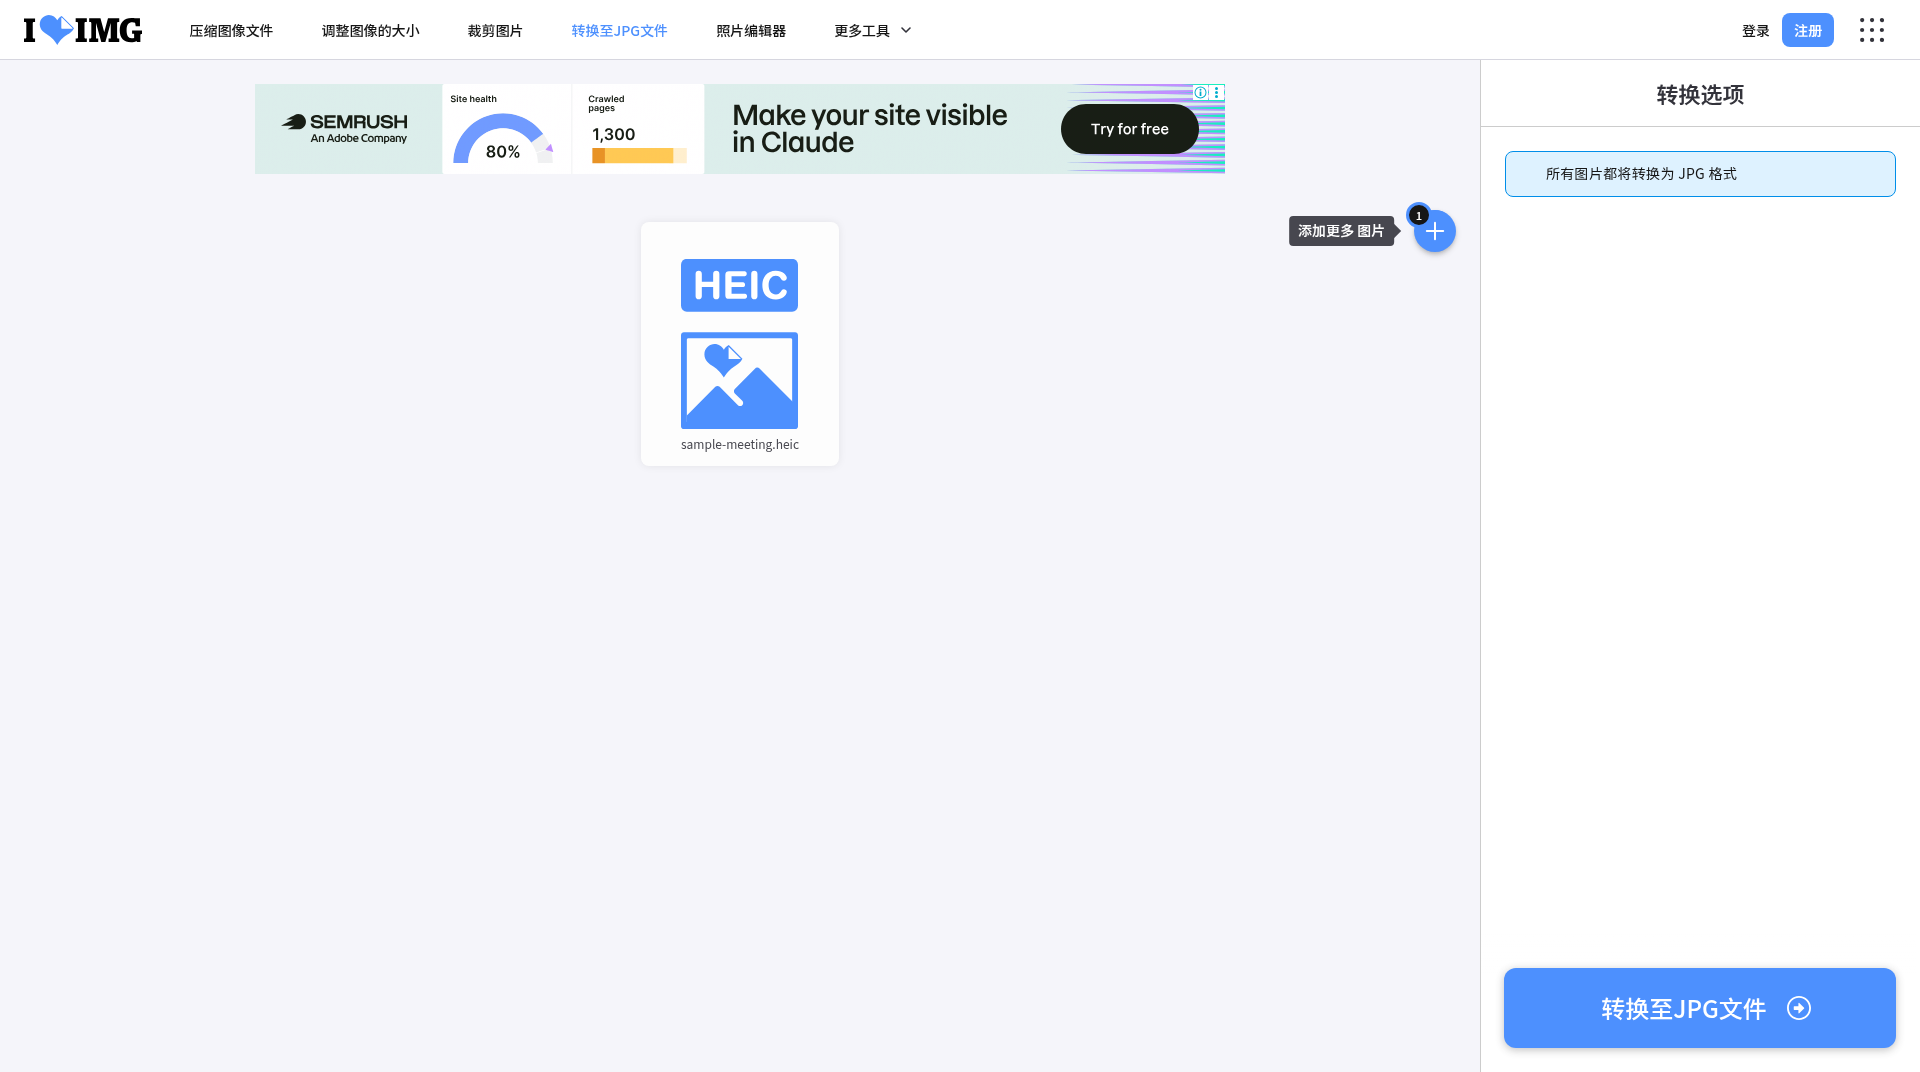 I IMG
压缩图像文件
调整图像的大小
裁剪图片
转换至JPG文件
照片编辑器
更多工具
登录
注册
SEMRUSH
An Adobe Company
Site health
80%
Crawled
pages
1,300
Make your site visible
in Claude
Try for free
转换选项
所有图片都将转换为 JPG 格式
添加更多 图片
1
HEIC
sample-meeting.heic
转换至JPG文件